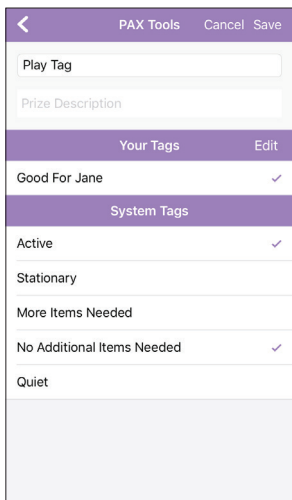 PAX Tools Cancel Save
Play Tag
Prize Description
Your Tags Edit
Good For Jane
System Tags
Active
Stationary
More Items Needed
No Additional Items Needed
Quiet